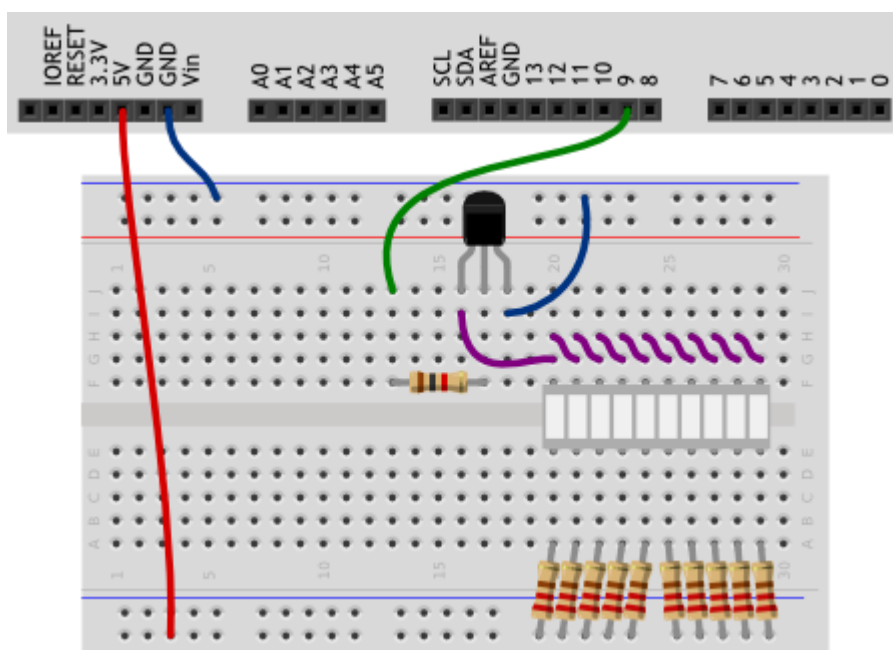 IOREF RESET 3.3V 5V GND GND Vin A0 A1 A2 A3 A4 A5 SCL SDA AREF GND 13 12 11 10 9 8 7 6 5 4 3 2 1 0
1 5 10 15 20 25 30
J J
I I
H H
G G
F F
E E
D D
C C
B B
A A
1 5 10 15 30